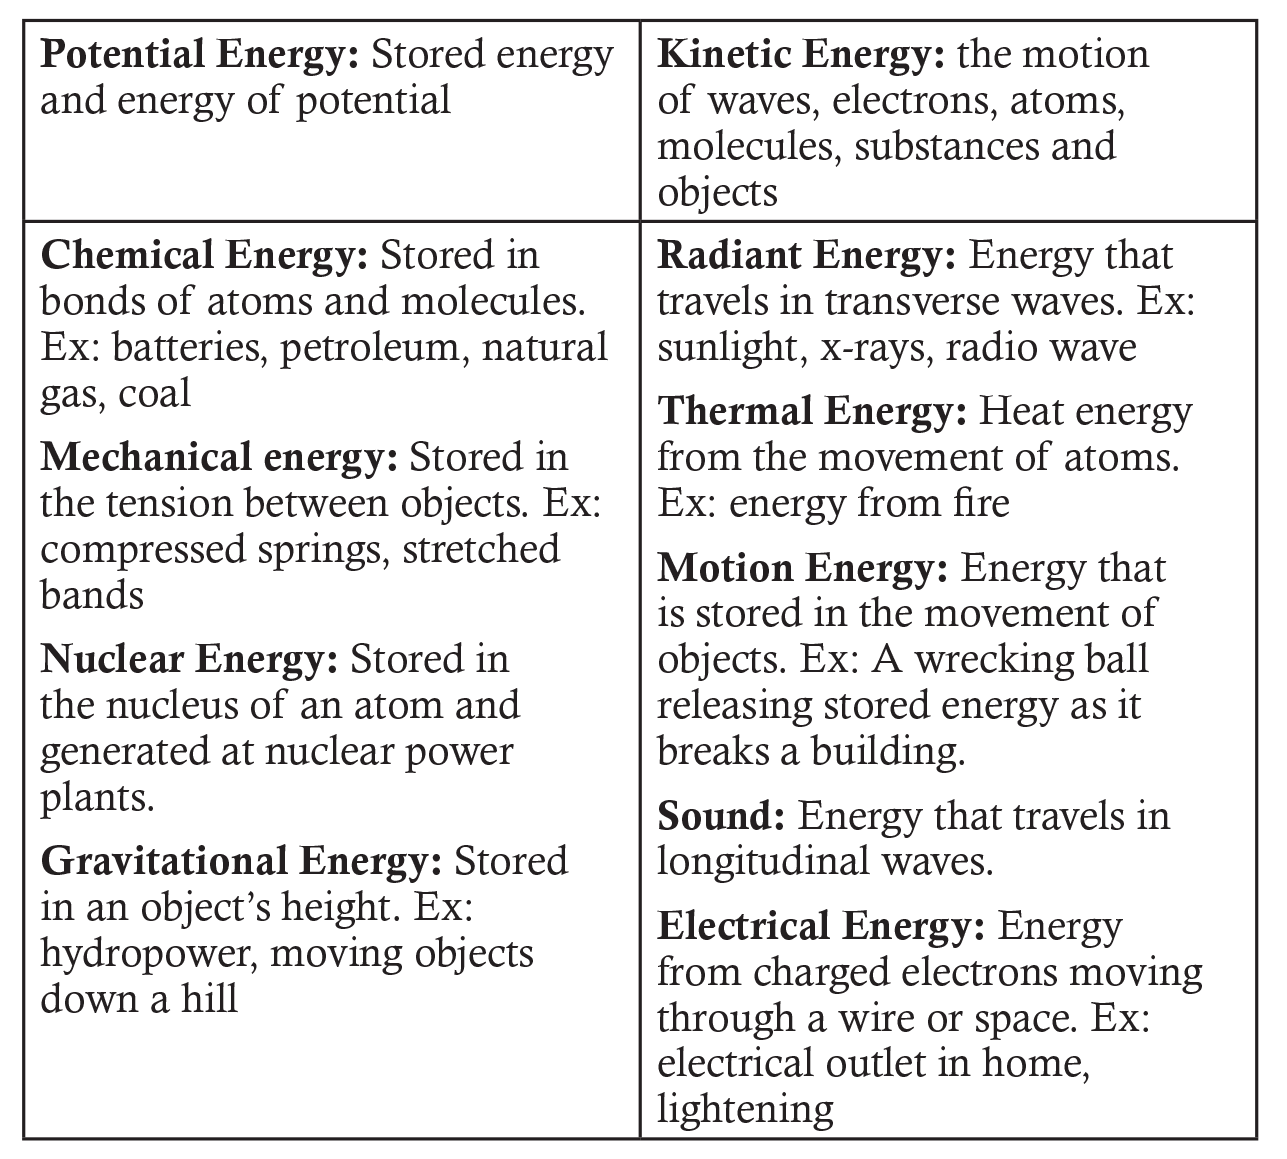 Potential Energy: Stored energy
and energy of potential
Kinetic Energy: the motion
of waves, electrons, atoms,
molecules, substances and
objects
Chemical Energy: Stored in
bonds of atoms and molecules.
Ex: batteries, petroleum, natural
gas, coal
Mechanical energy: Stored in
the tension between objects. Ex:
compressed springs, stretched
bands
Nuclear Energy: Stored in
the nucleus of an atom and
generated at nuclear power
plants.
Gravitational Energy: Stored
in an object’s height. Ex:
hydropower, moving objects
down a hill
Radiant Energy: Energy that
travels in transverse waves. Ex:
sunlight, x-rays, radio wave
Thermal Energy: Heat energy
from the movement of atoms.
Ex: energy from fire
Motion Energy: Energy that
is stored in the movement of
objects. Ex: A wrecking ball
releasing stored energy as it
breaks a building.
Sound: Energy that travels in
longitudinal waves.
Electrical Energy: Energy
from charged electrons moving
through a wire or space. Ex:
electrical outlet in home,
lightening